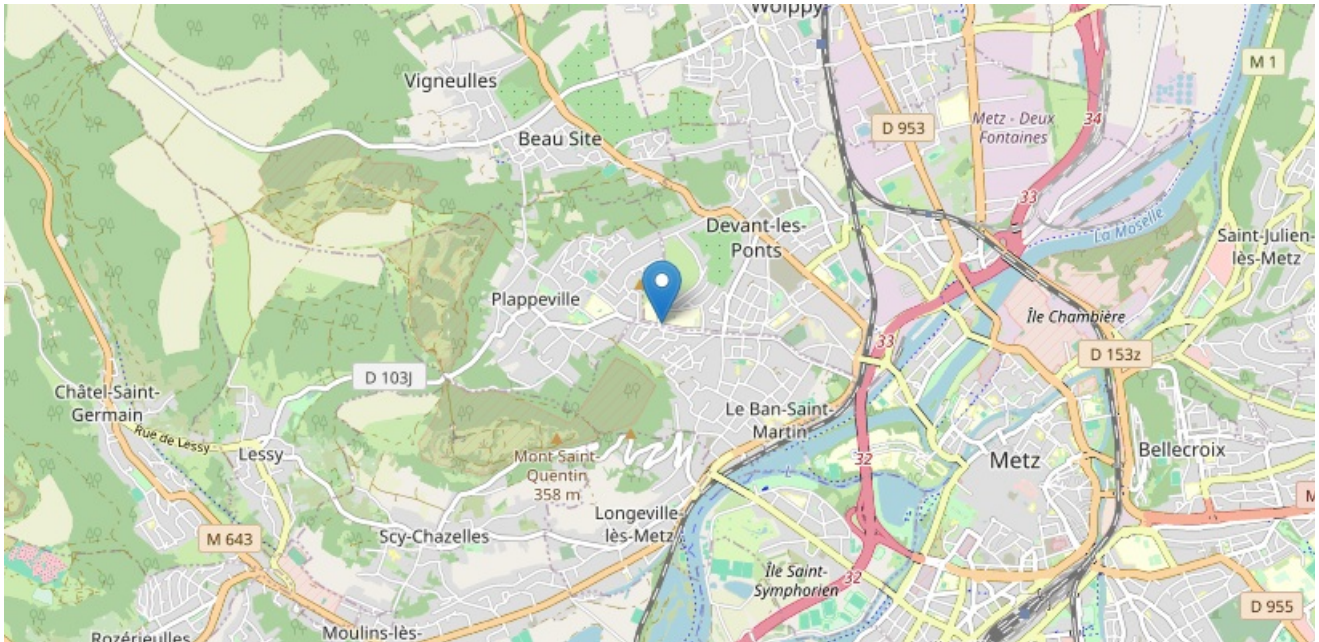 Woippy
M 1
Vigneulles
D 953
Metz - Deux
Fontaines
34
Beau Site
33
Devant-les-
Ponts
La Moselle
Saint-Julien-
lès-Metz
Plappeville
Île Chambière
33
D 153z
D 103J
Châtel-Saint-
Germain
Le Ban-Saint-
Martin
Rue de Lessy
Lessy
Mont Saint-
Quentin
358 m
32
Metz
Bellecroix
M
Longeville-
lès-Metz
M 643
Scy-Chazelles
Île Saint-
Symphorien
32
D 955
Rozérieulles
Moulins-lès-